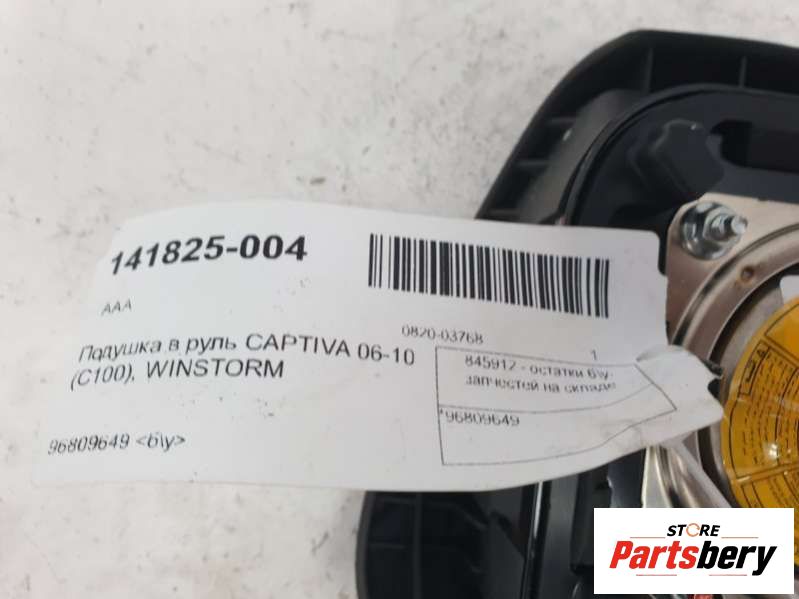 141825-004
AAA
0820-03768
1
Подушка в руль CAPTIVA 06-10
(C100), WINSTORM
845912 - остатки б\у-
запчастей на складе
*96809649
96809649 <б\у>
STORE
Partsbery